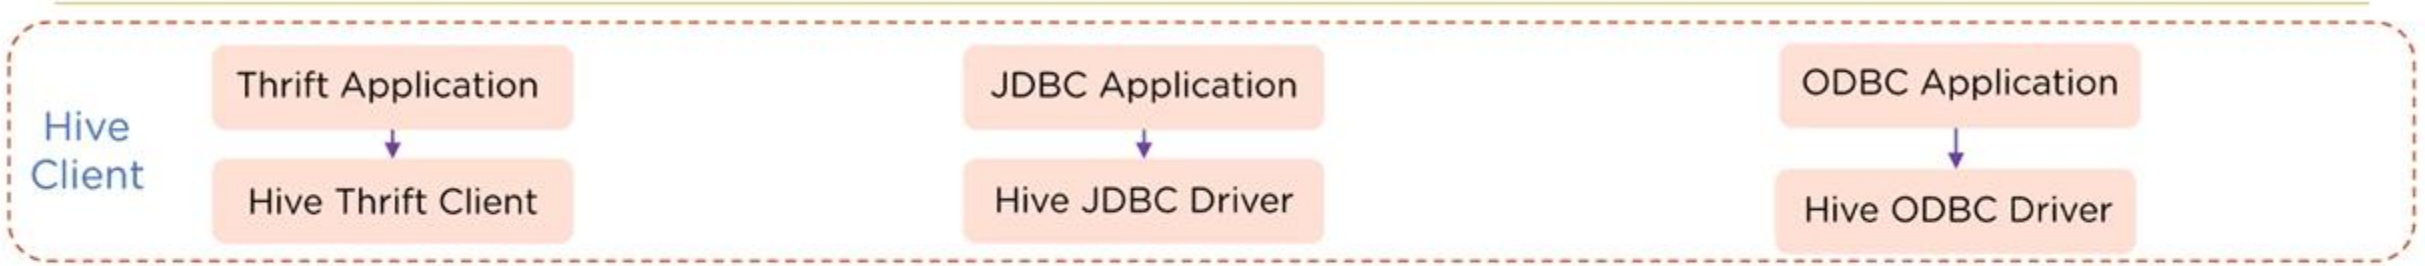 Thrift Application
JDBC Application
ODBC Application
Hive
Client
Hive Thrift Client
Hive JDBC Driver
Hive ODBC Driver